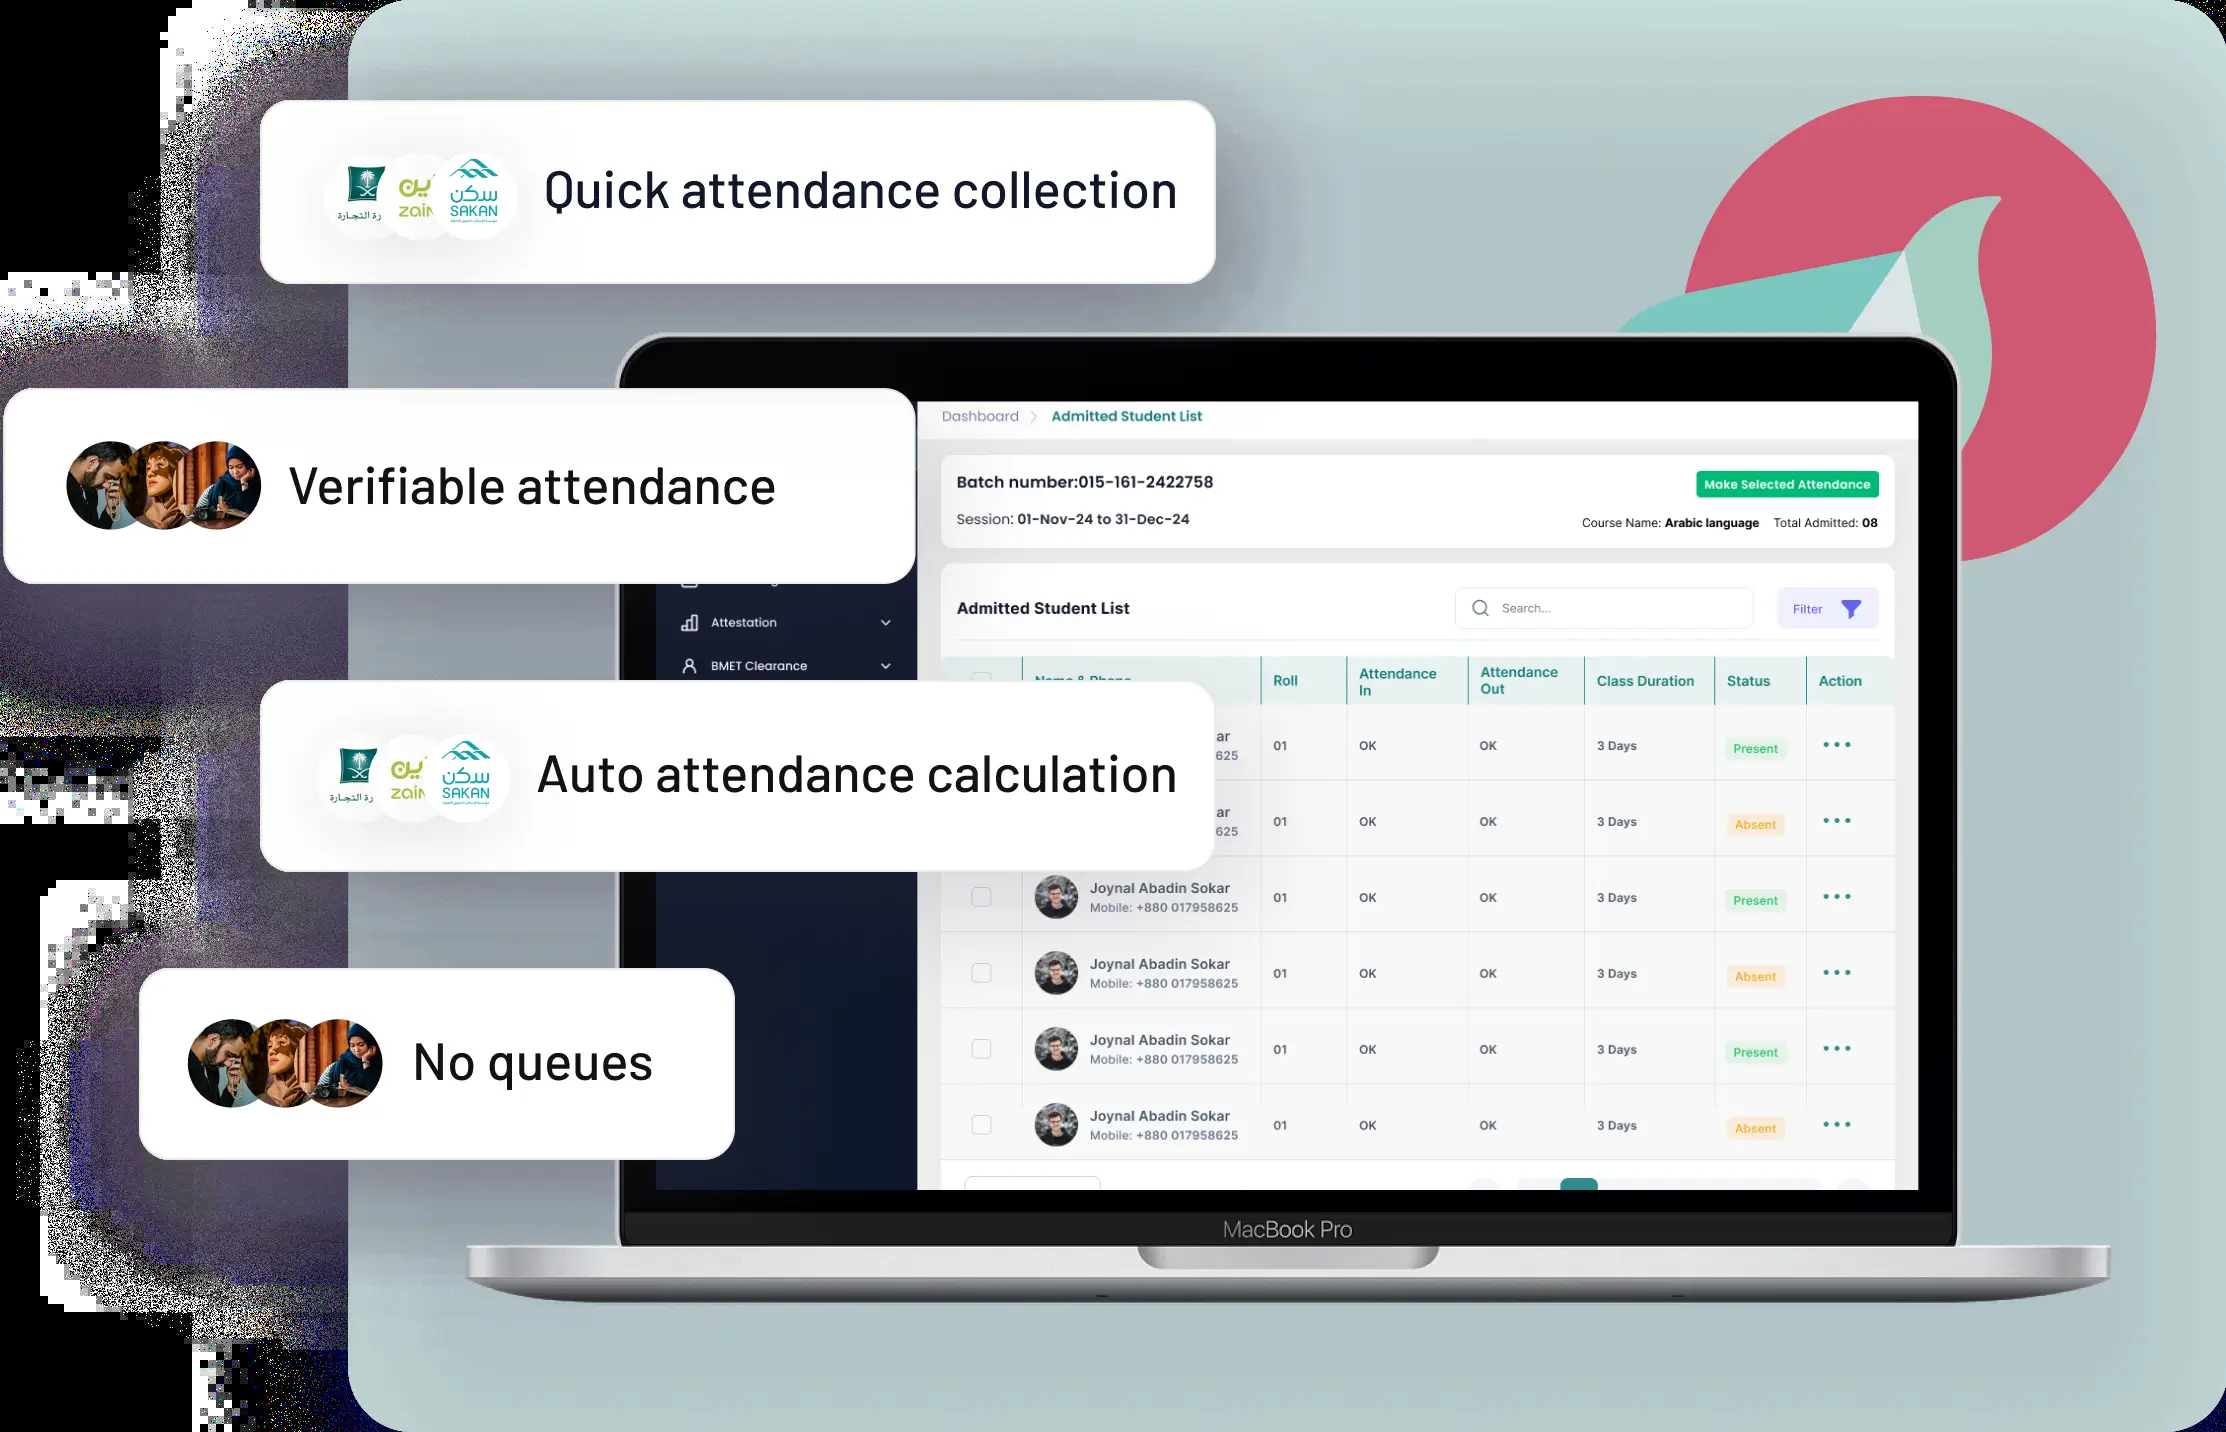 رة التجارة
زين
zain
سكن
SAKAN
Quick attendance collection
Verifiable attendance
Dashboard > Admitted Student List
Batch number:015-161-2422758
Make Selected Attendance
Session: 01-Nov-24 to 31-Dec-24
Course Name: Arabic language Total Admitted: 08
Attestation
BMET Clearance
Admitted Student List
Search...
Filter
Name & Phone
Roll
Attendance
In
Attendance
Out
Class Duration
Status
Action
رة التجارة
زين
zain
سكن
SAKAN
Auto attendance calculation
ar
625
01 OK OK 3 Days Present
ar
625
01 OK OK 3 Days Absent
Joynal Abadin Sokar
Mobile: +880 017958625
01 OK OK 3 Days Present
Joynal Abadin Sokar
Mobile: +880 017958625
01 OK OK 3 Days Absent
No queues
Joynal Abadin Sokar
Mobile: +880 017958625
01 OK OK 3 Days Present
Joynal Abadin Sokar
Mobile: +880 017958625
01 OK OK 3 Days Absent
MacBook Pro